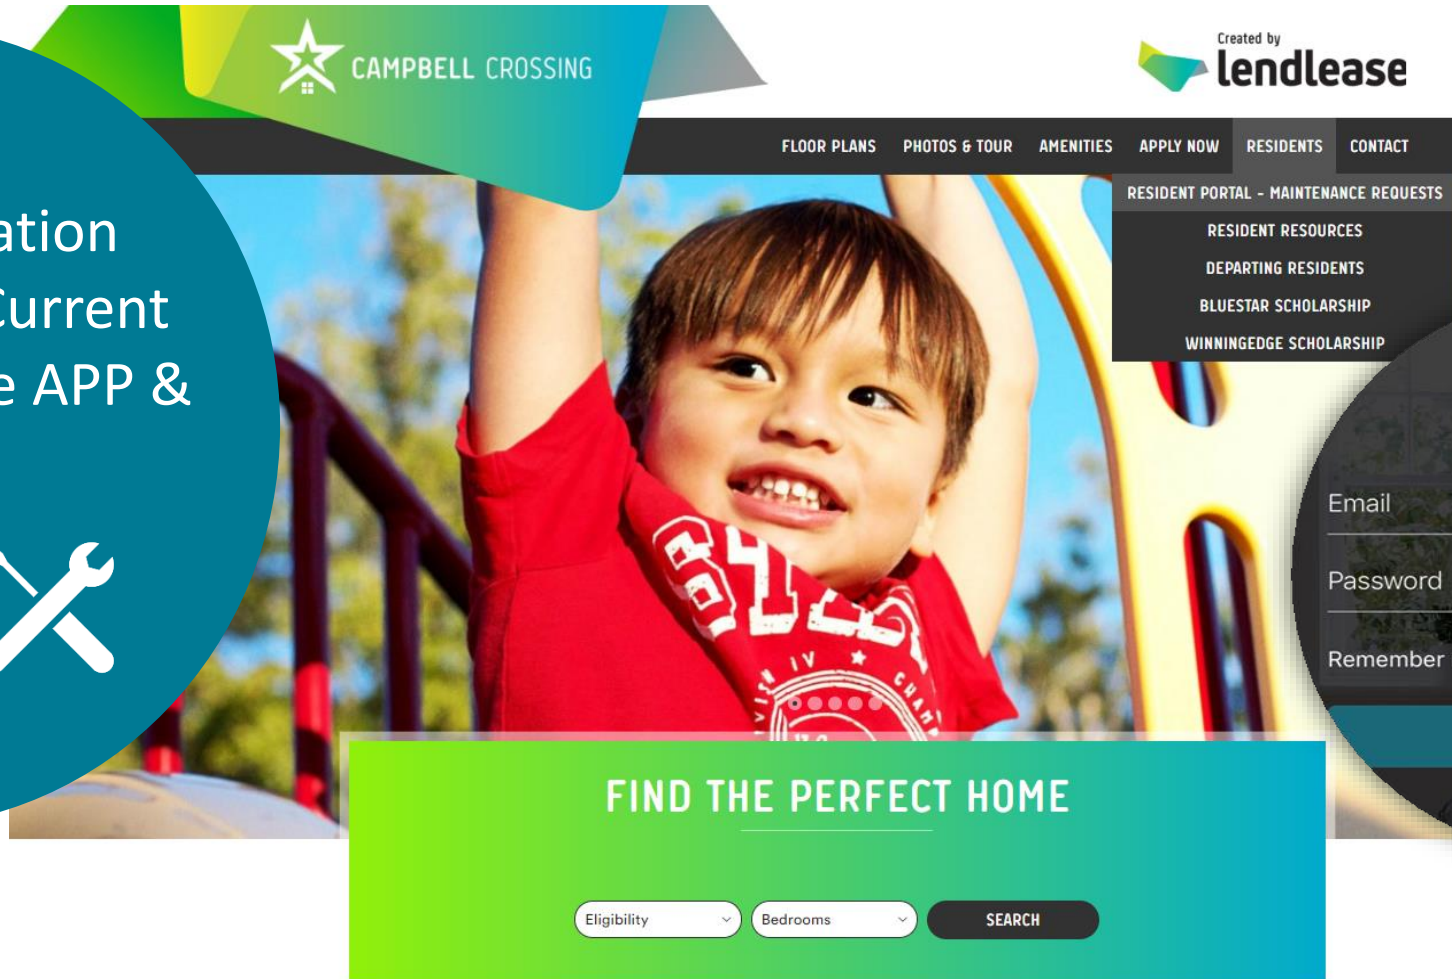 CAMPBELL CROSSING
Created by
lendlease
FLOOR PLANS PHOTOS & TOUR AMENITIES APPLY NOW RESIDENTS CONTACT
RESIDENT PORTAL - MAINTENANCE REQUESTS
RESIDENT RESOURCES
DEPARTING RESIDENTS
BLUESTAR SCHOLARSHIP
WINNINGEDGE SCHOLARSHIP
ation
Current
e APP &
Email
Password
Remember
IV ★
CHAM
FIND THE PERFECT HOME
Eligibility
Bedrooms
SEARCH